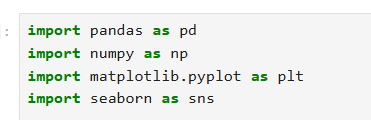 :
import pandas as pd
import numpy as np
import matplotlib.pyplot as plt
import seaborn as sns